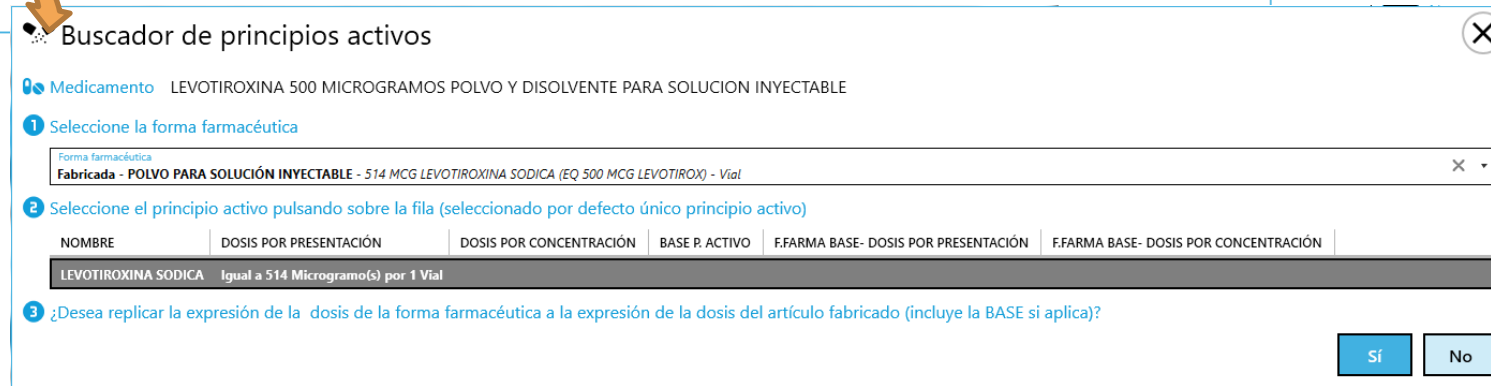 Buscador de principios activos
Medicamento LEVOTIROXINA 500 MICROGRAMOS POLVO Y DISOLVENTE PARA SOLUCION INYECTABLE
1 Seleccione la forma farmacéutica
Forma farmacéutica
Fabricada - POLVO PARA SOLUCIÓN INYECTABLE - 514 MCG LEVOTIROXINA SODICA (EQ 500 MCG LEVOTIROX) - Vial
2 Seleccione el principio activo pulsando sobre la fila (seleccionado por defecto único principio activo)
NOMBRE DOSIS POR PRESENTACIÓN DOSIS POR CONCENTRACIÓN BASE P. ACTIVO F.FARMA BASE- DOSIS POR PRESENTACIÓN F.FARMA BASE- DOSIS POR CONCENTRACIÓN
LEVOTIROXINA SODICA Igual a 514 Microgramo(s) por 1 Vial
3 ¿Desea replicar la expresión de la dosis de la forma farmacéutica a la expresión de la dosis del artículo fabricado (incluye la BASE si aplica)?
Sí No